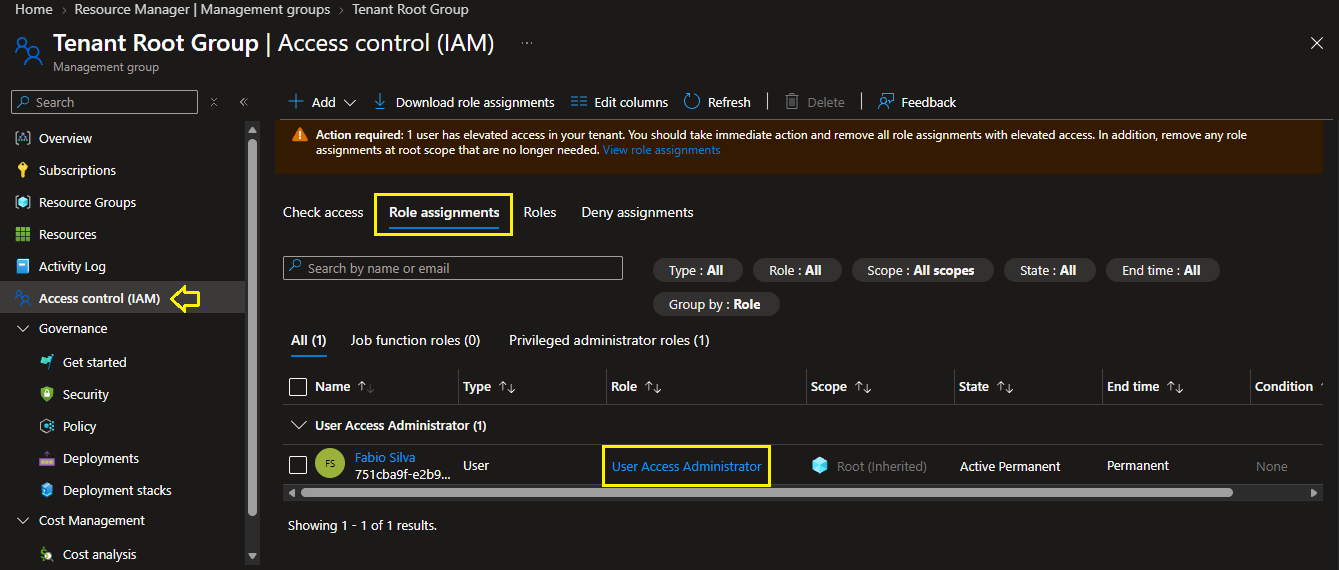 Home > Resource Manager | Management groups > Tenant Root Group
Tenant Root Group | Access control (IAM) ...
Management group
Search
Add
Download role assignments
Edit columns
Refresh
Delete
Feedback
Overview
Subscriptions
Resource Groups
Resources
Activity Log
Access control (IAM)
Governance
Get started
Security
Policy
Deployments
Deployment stacks
Cost Management
Cost analysis
Action required: 1 user has elevated access in your tenant. You should take immediate action and remove all role assignments with elevated access. In addition, remove any role
assignments at root scope that are no longer needed. View role assignments
Check access
Role assignments
Roles
Deny assignments
Search by name or email
Type : All
Role : All
Scope : All scopes
State : All
End time : All
Group by : Role
All (1)
Job function roles (0)
Privileged administrator roles (1)
Name
Type
Role
Scope
State
End time
Condition
User Access Administrator (1)
FS
Fabio Silva
751cba9f-e2b9...
User
User Access Administrator
Root (Inherited)
Active Permanent
Permanent
None
Showing 1 - 1 of 1 results.